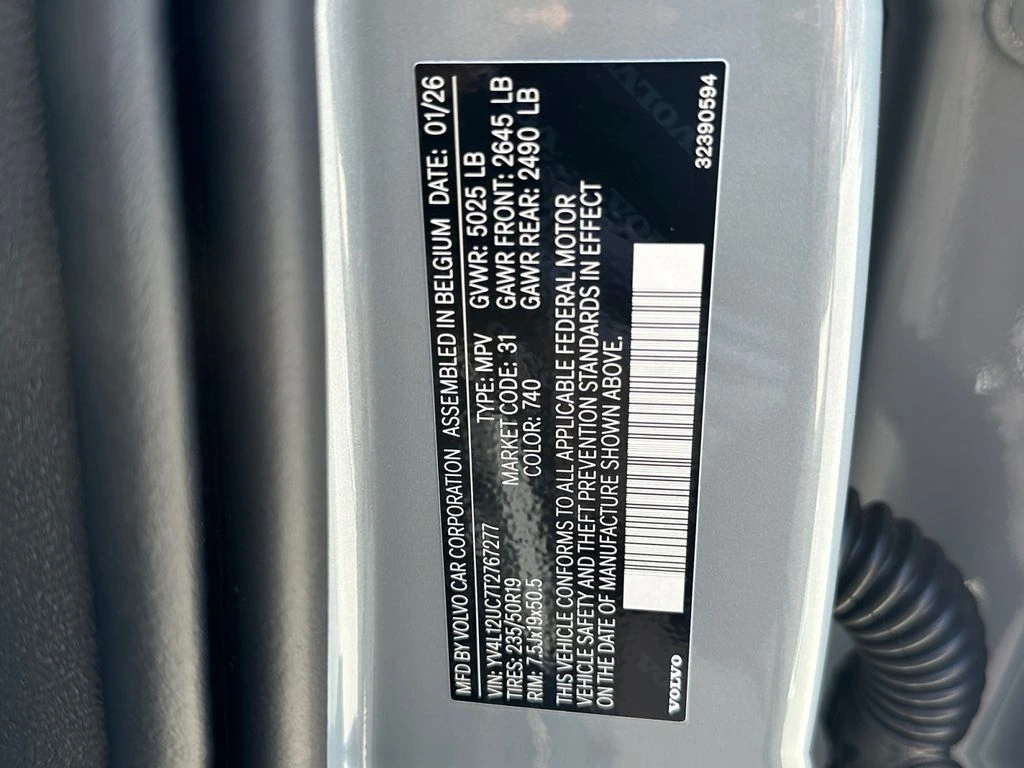 MFD BY VOLVO CAR CORPORATION ASSEMBLED IN BELGIUM DATE: 01/26
VIN: YV4L12UC7T2767277 TYPE: MPV GVWR: 5025 LB
TIRES: 235/50R19 MARKET CODE: 31 GAWR FRONT: 2645 LB
RIM: 7.5Jx19x50.5 COLOR: 740 GAWR REAR: 2490 LB
THIS VEHICLE CONFORMS TO ALL APPLICABLE FEDERAL MOTOR
VEHICLE SAFETY AND THEFT PREVENTION STANDARDS IN EFFECT
ON THE DATE OF MANUFACTURE SHOWN ABOVE.
VOLVO 32390594